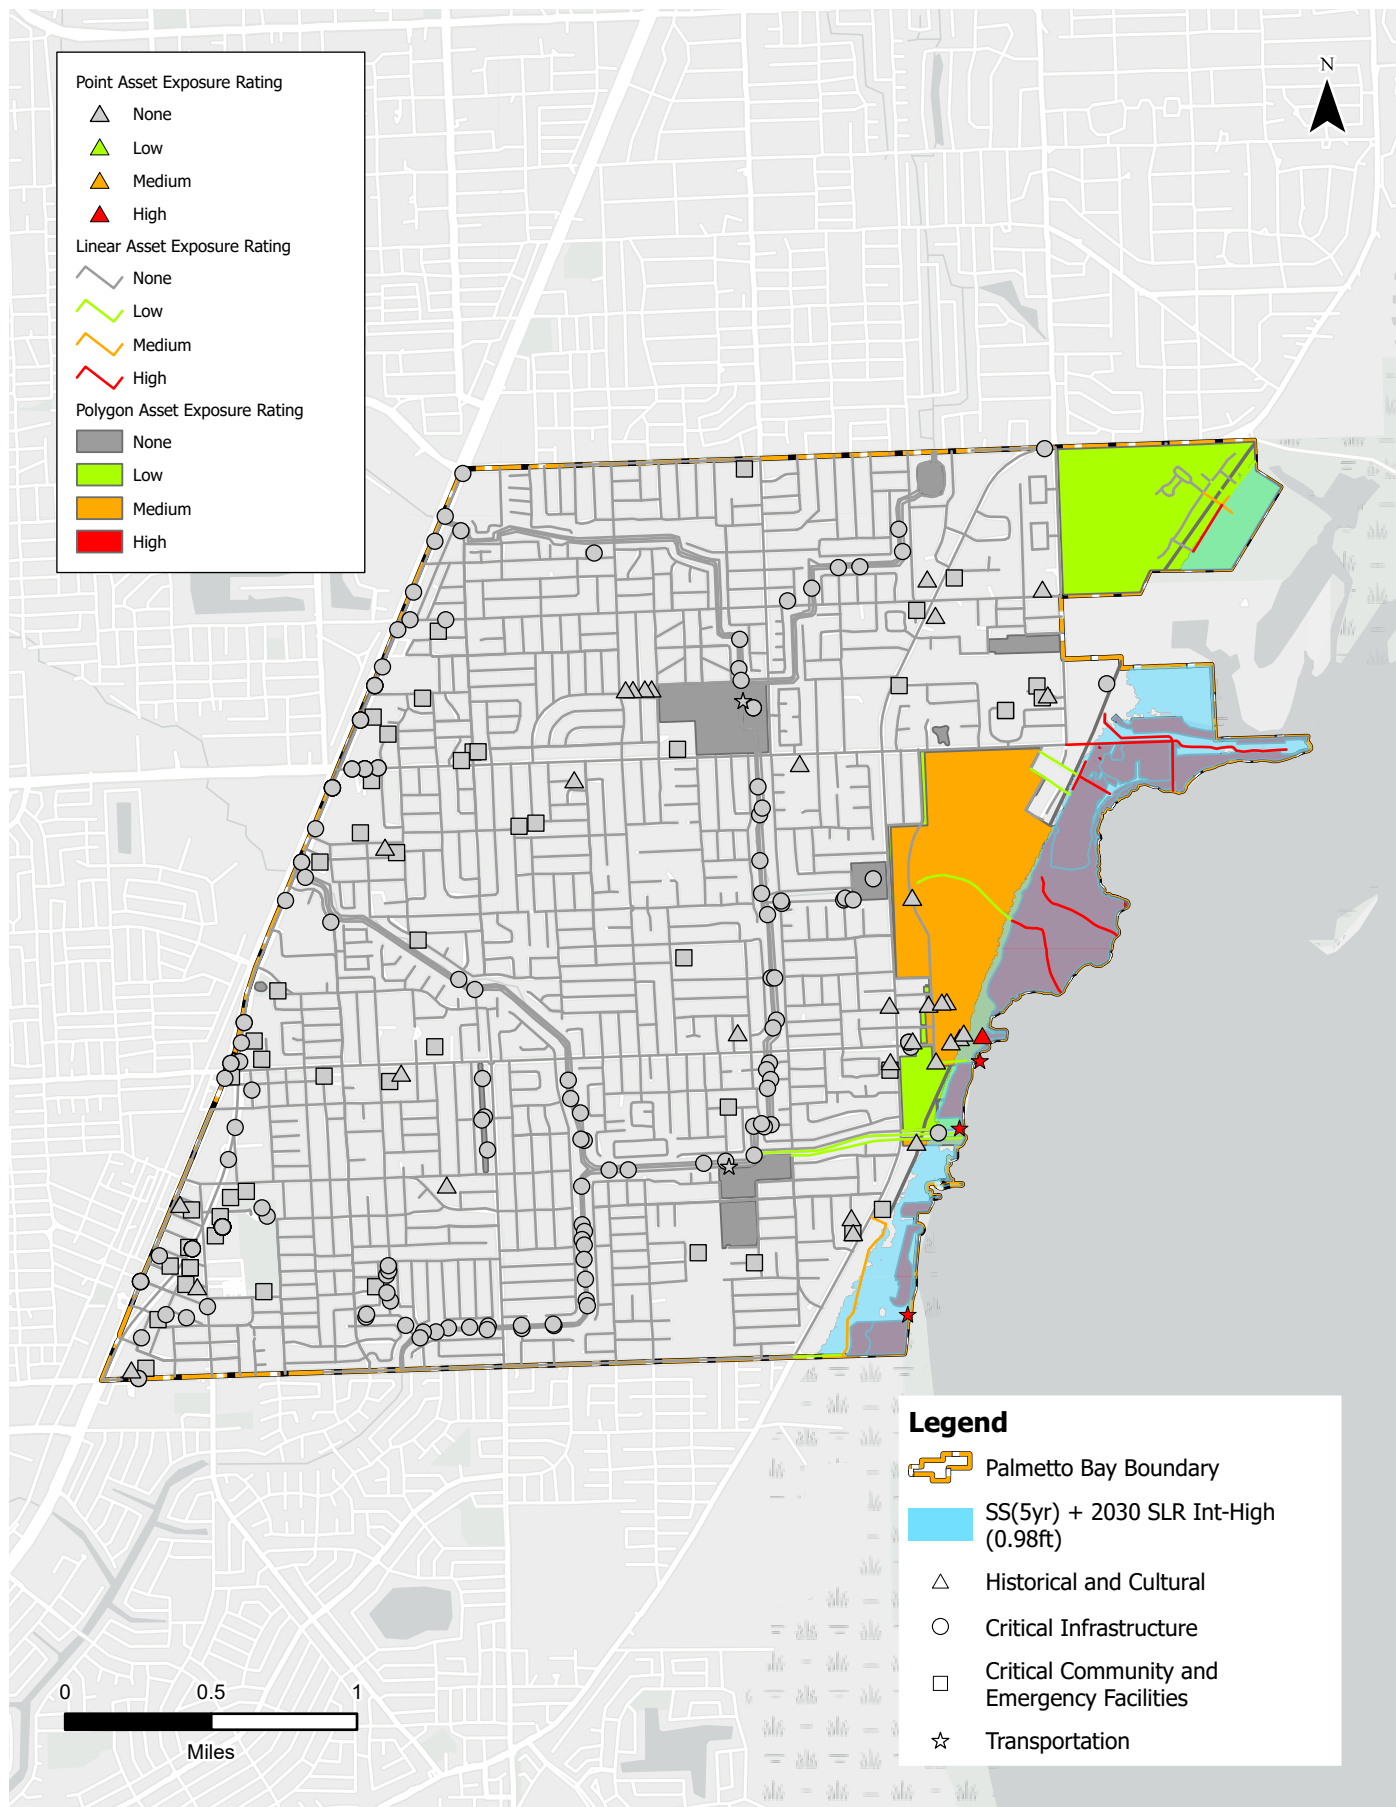 Point Asset Exposure Rating
None
Low
Medium
High
Linear Asset Exposure Rating
None
Low
Medium
High
Polygon Asset Exposure Rating
None
Low
Medium
High
N
Legend
Palmetto Bay Boundary
SS(5yr) + 2030 SLR Int-High
(0.98ft)
Historical and Cultural
Critical Infrastructure
Critical Community and
Emergency Facilities
Transportation
0 0.5 1
Miles